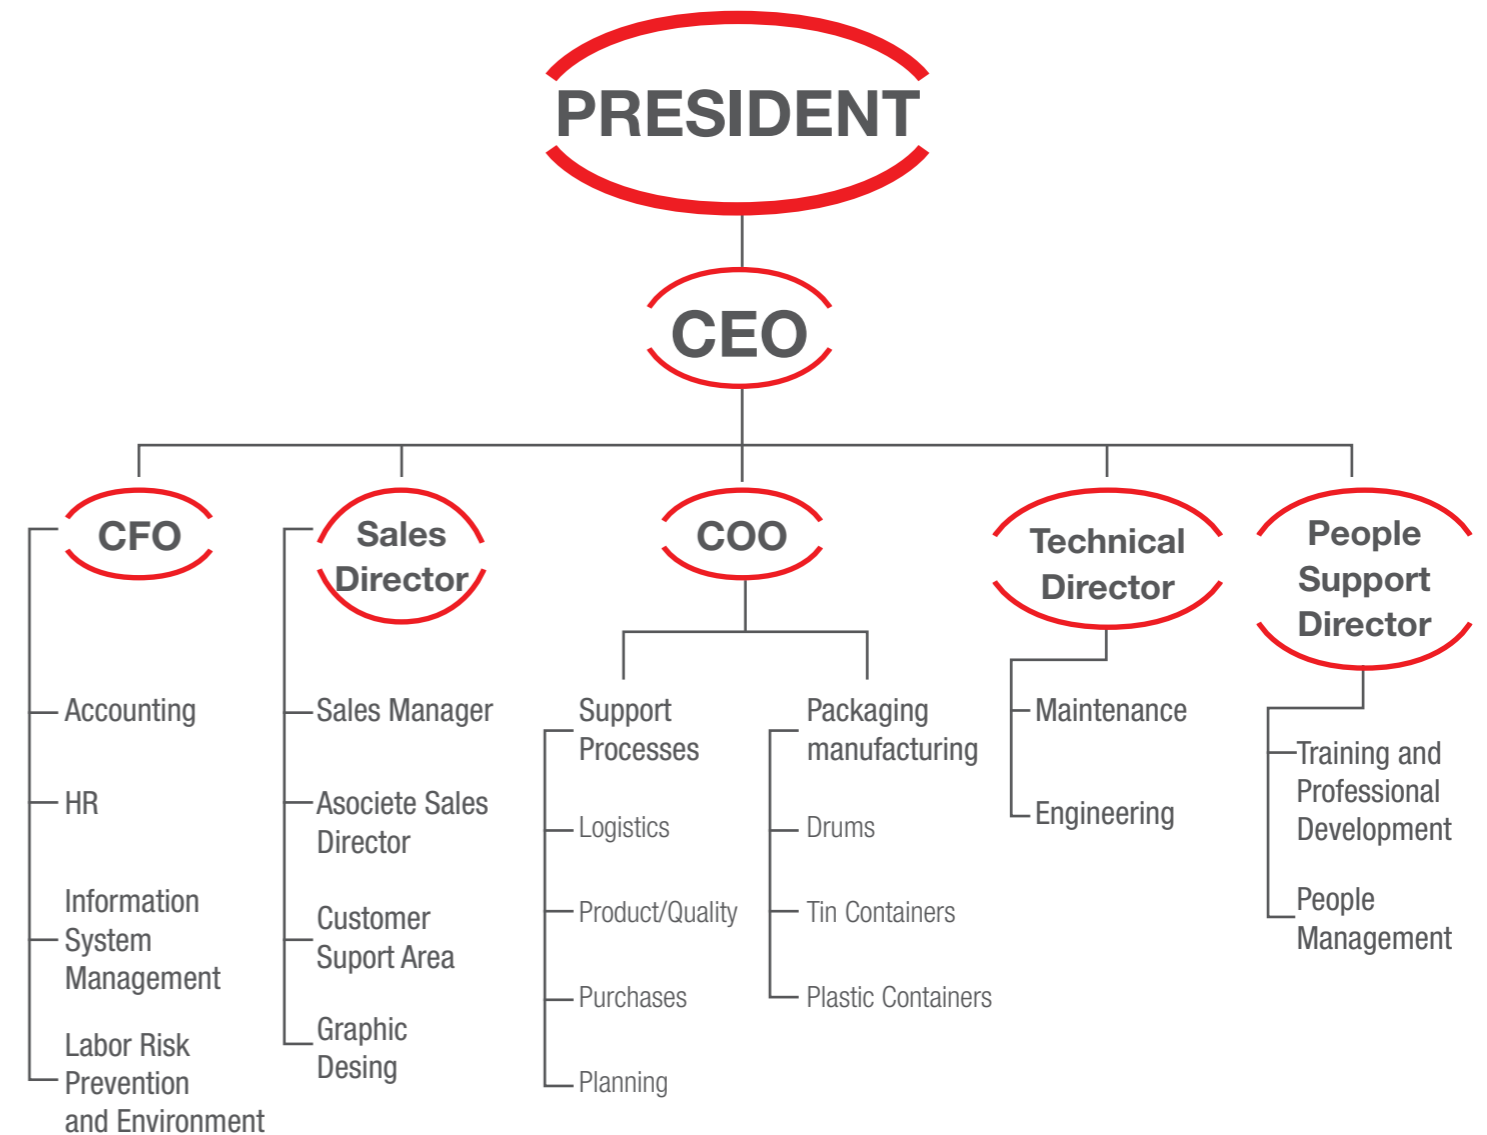 PRESIDENT
CEO
CFO
Accounting
HR
Information
System
Management
Labor Risk
Prevention
and Environment
Sales
Director
Sales Manager
Asociete Sales
Director
Customer
Suport Area
Graphic
Desing
COO
Support
Processes
Logistics
Product/Quality
Purchases
Planning
Packaging
manufacturing
Drums
Tin Containers
Plastic Containers
Technical
Director
Maintenance
Engineering
People
Support
Director
Training and
Professional
Development
People
Management